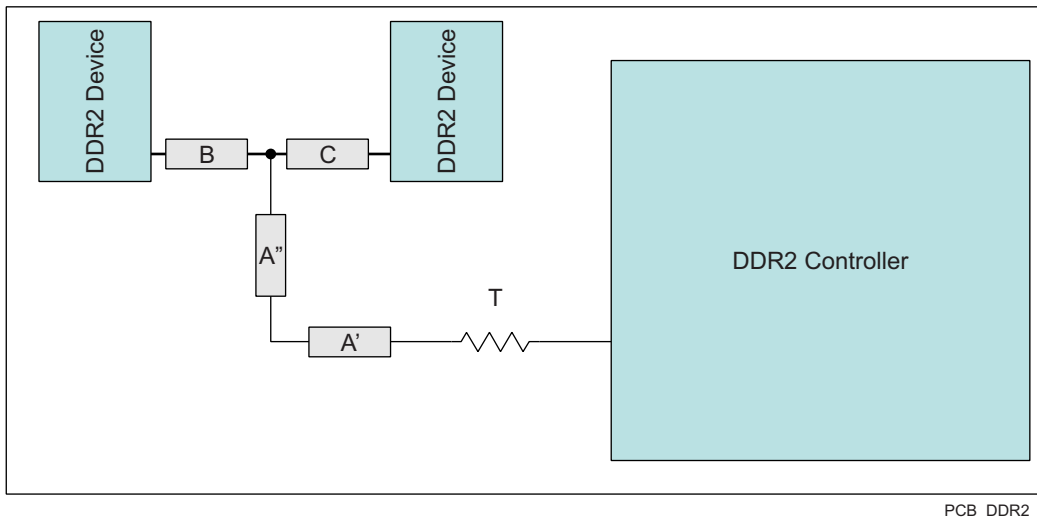 DDR2 Device
DDR2 Device
B
C
A”
DDR2 Controller
T
A’
PCB_DDR2